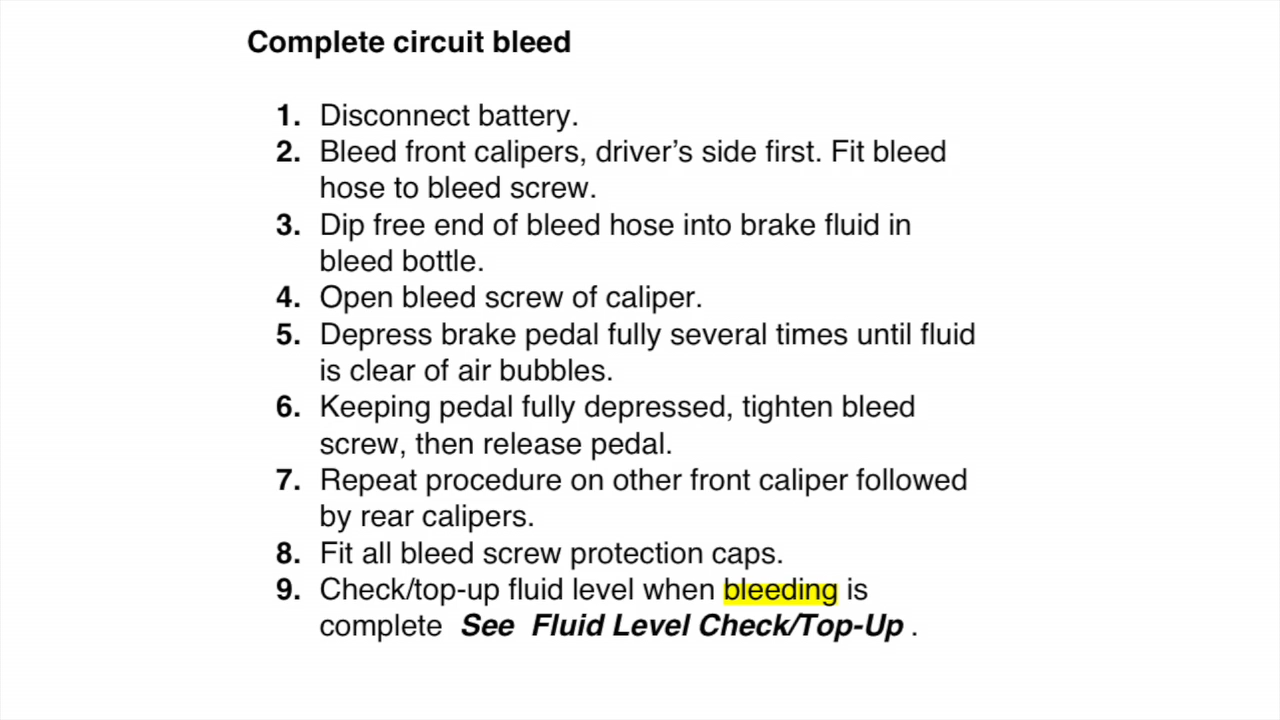 Complete circuit bleed
1. Disconnect battery.
2. Bleed front calipers, driver’s side first. Fit bleed
hose to bleed screw.
3. Dip free end of bleed hose into brake fluid in
bleed bottle.
4. Open bleed screw of caliper.
5. Depress brake pedal fully several times until fluid
is clear of air bubbles.
6. Keeping pedal fully depressed, tighten bleed
screw, then release pedal.
7. Repeat procedure on other front caliper followed
by rear calipers.
8. Fit all bleed screw protection caps.
9. Check/top-up fluid level when bleeding is
complete See Fluid Level Check/Top-Up .